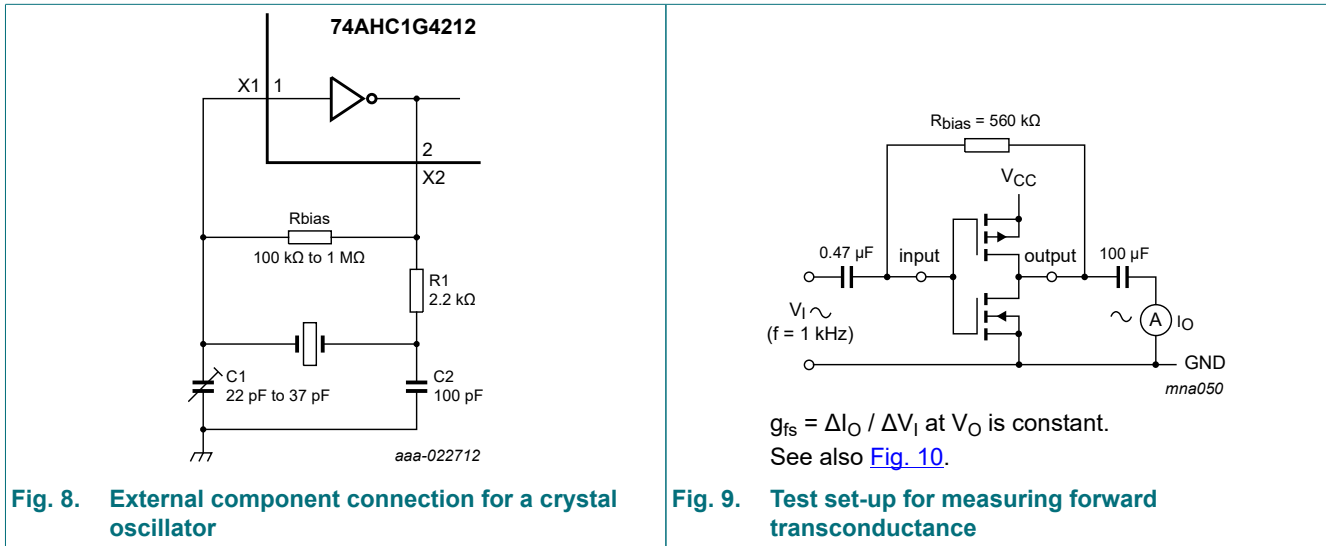 74AHC1G4212
X1
1
2
X2
Rbias
100 kΩ to 1 MΩ
R1
2.2 kΩ
C1
22 pF to 37 pF
C2
100 pF
aaa-022712
Fig. 8. External component connection for a crystal
oscillator
Rbias = 560 kΩ
VCC
0.47 µF
input
output
100 µF
VI ~
(f = 1 kHz)
~
A
IO
GND
mna050
gfs = ΔIO / ΔVI at VO is constant.
See also Fig. 10.
Fig. 9. Test set-up for measuring forward
transconductance